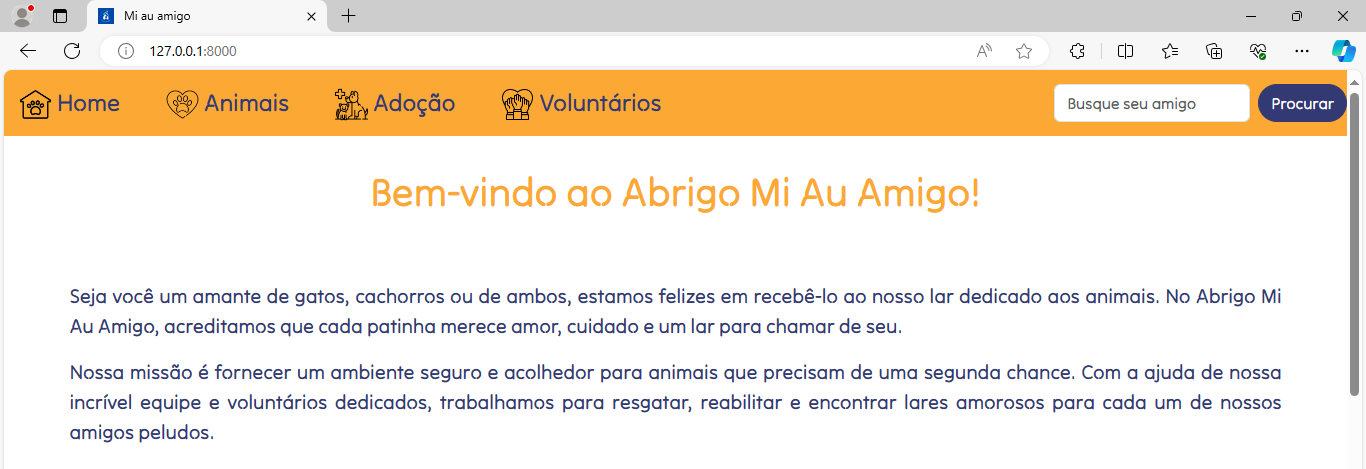 Mi au amigo
127.0.0.1:8000
Home Animais Adoção Voluntários Busque seu amigo Procurar
Bem-vindo ao Abrigo Mi Au Amigo!
Seja você um amante de gatos, cachorros ou de ambos, estamos felizes em recebê-lo ao nosso lar dedicado aos animais. No Abrigo Mi
Au Amigo, acreditamos que cada patinha merece amor, cuidado e um lar para chamar de seu.
Nossa missão é fornecer um ambiente seguro e acolhedor para animais que precisam de uma segunda chance. Com a ajuda de nossa
incrível equipe e voluntários dedicados, trabalhamos para resgatar, reabilitar e encontrar lares amorosos para cada um de nossos
amigos peludos.